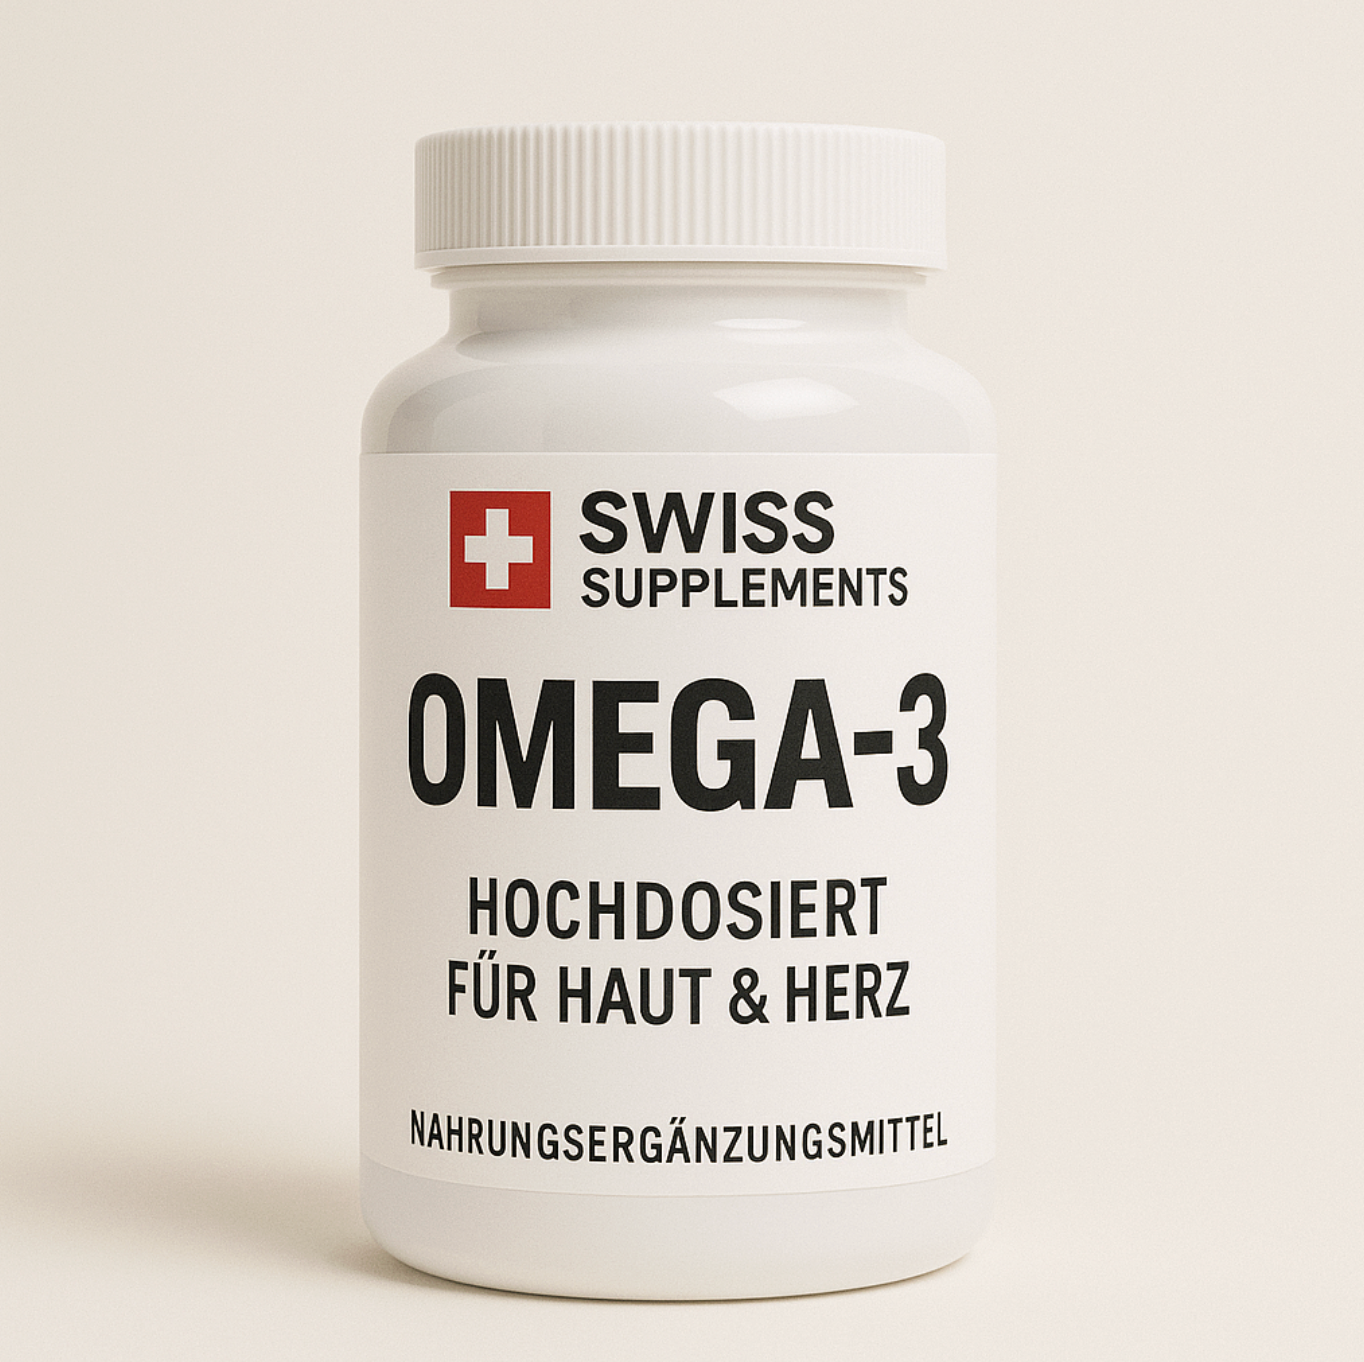 SWISS
SUPPLEMENTS
OMEGA-3
HOCHDOSIERT
FŰR HAUT & HERZ
NAHRUNGSERGÄNZUNGSMITTEL